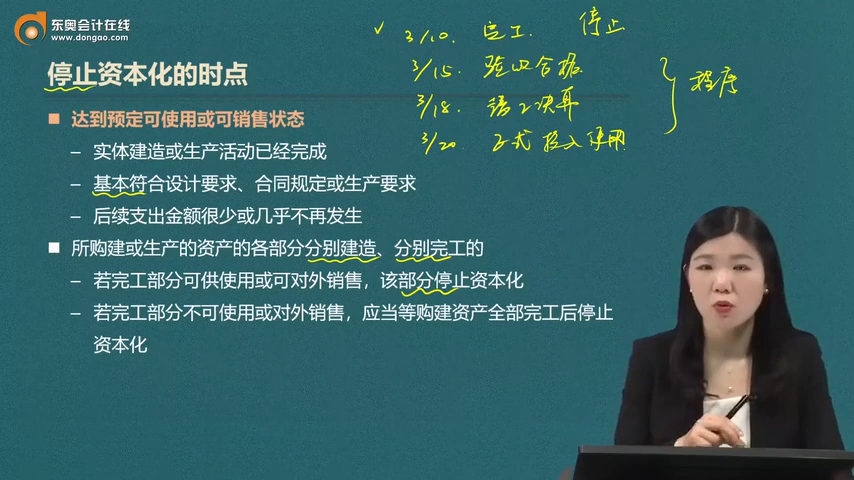 东奥会计在线
www.dongao.com
✓ 3/10. 完工. 停止
3/15. 验收合格
3/18. 竣工决算
3/20. 正式投入使用
程序
停止资本化的时点
■ 达到预定可使用或可销售状态
– 实体建造或生产活动已经完成
– 基本符合设计要求、合同规定或生产要求
– 后续支出金额很少或几乎不再发生
■ 所购建或生产的资产的各部分分别建造、分别完工的
– 若完工部分可供使用或可对外销售，该部分停止资本化
– 若完工部分不可使用或对外销售，应当等购建资产全部完工后停止
资本化